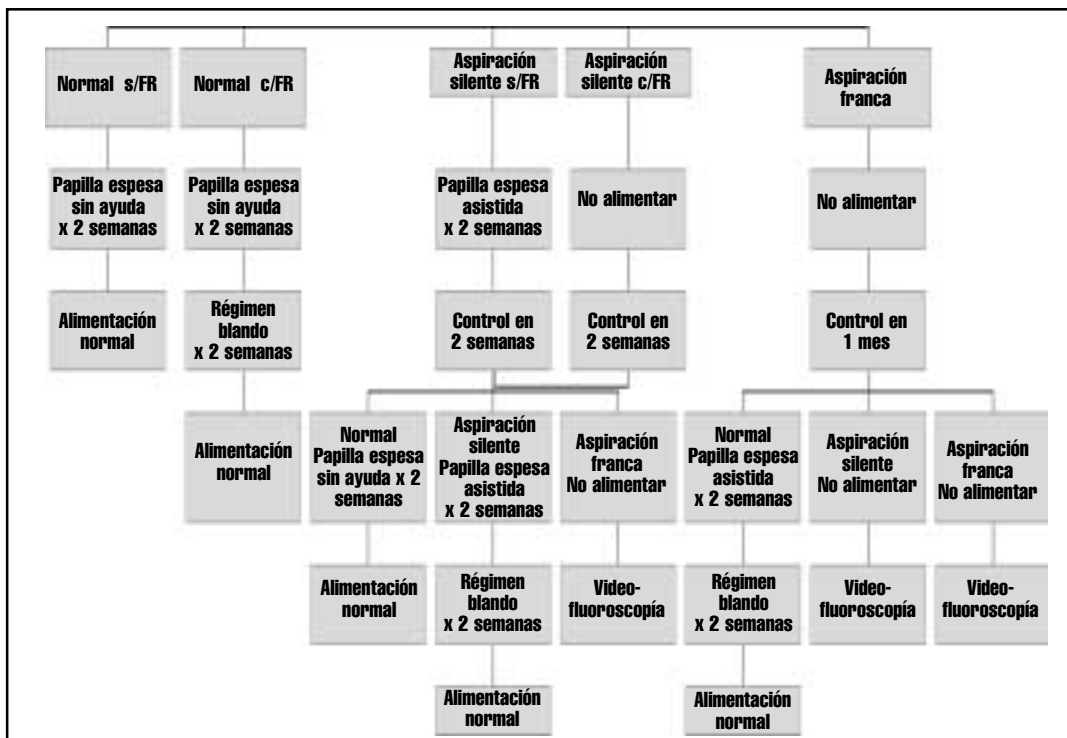 Normal s/FR
Normal c/FR
Aspiración
silente s/FR
Aspiración
silente c/FR
Aspiración
franca
Papilla espesa
sin ayuda
x 2 semanas
Papilla espesa
sin ayuda
x 2 semanas
Papilla espesa
asistida
x 2 semanas
No alimentar
No alimentar
Alimentación
normal
Régimen
blando
x 2 semanas
Control en
2 semanas
Control en
2 semanas
Control en
1 mes
Alimentación
normal
Normal
Papilla espesa
sin ayuda x 2
semanas
Aspiración
silente
Papilla espesa
asistida
x 2 semanas
Aspiración
franca
No alimentar
Normal
Papilla espesa
asistida
x 2 semanas
Aspiración
silente
No alimentar
Aspiración
franca
No alimentar
Alimentación
normal
Régimen
blando
x 2 semanas
Video-
fluoroscopía
Régimen
blando
x 2 semanas
Video-
fluoroscopía
Video-
fluoroscopía
Alimentación
normal
Alimentación
normal